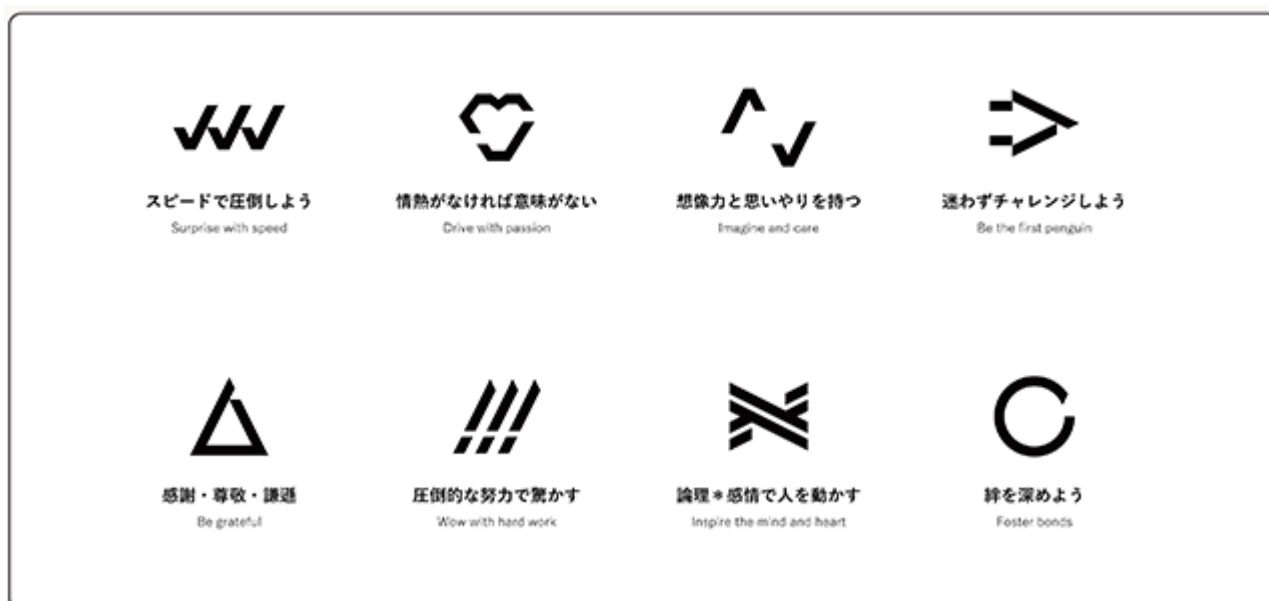 スピードで圧倒しよう
Surprise with speed
情熱がなければ意味がない
Drive with passion
想像力と思いやりを持つ
Imagine and care
迷わずチャレンジしよう
Be the first penguin
感謝・尊敬・謙遜
Be grateful
圧倒的な努力で驚かす
Wow with hard work
論理*感情で人を動かす
Inspire the mind and heart
絆を深めよう
Foster bonds